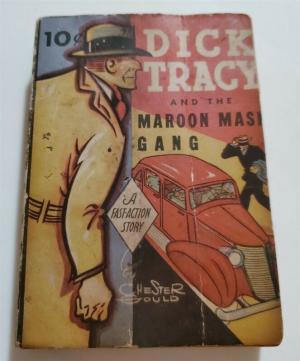 10¢ DICK
TRACY
AND THE
MAROON MASK
GANG
A
FAST-ACTION
STORY
CHESTER
GOULD